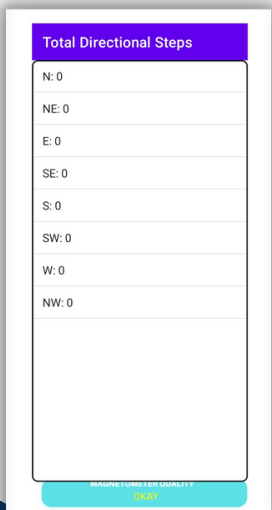 Total Directional Steps
N: 0
NE: 0
E: 0
SE: 0
S: 0
SW: 0
W: 0
NW: 0
MAGNETOMETER QUALITY
OKAY